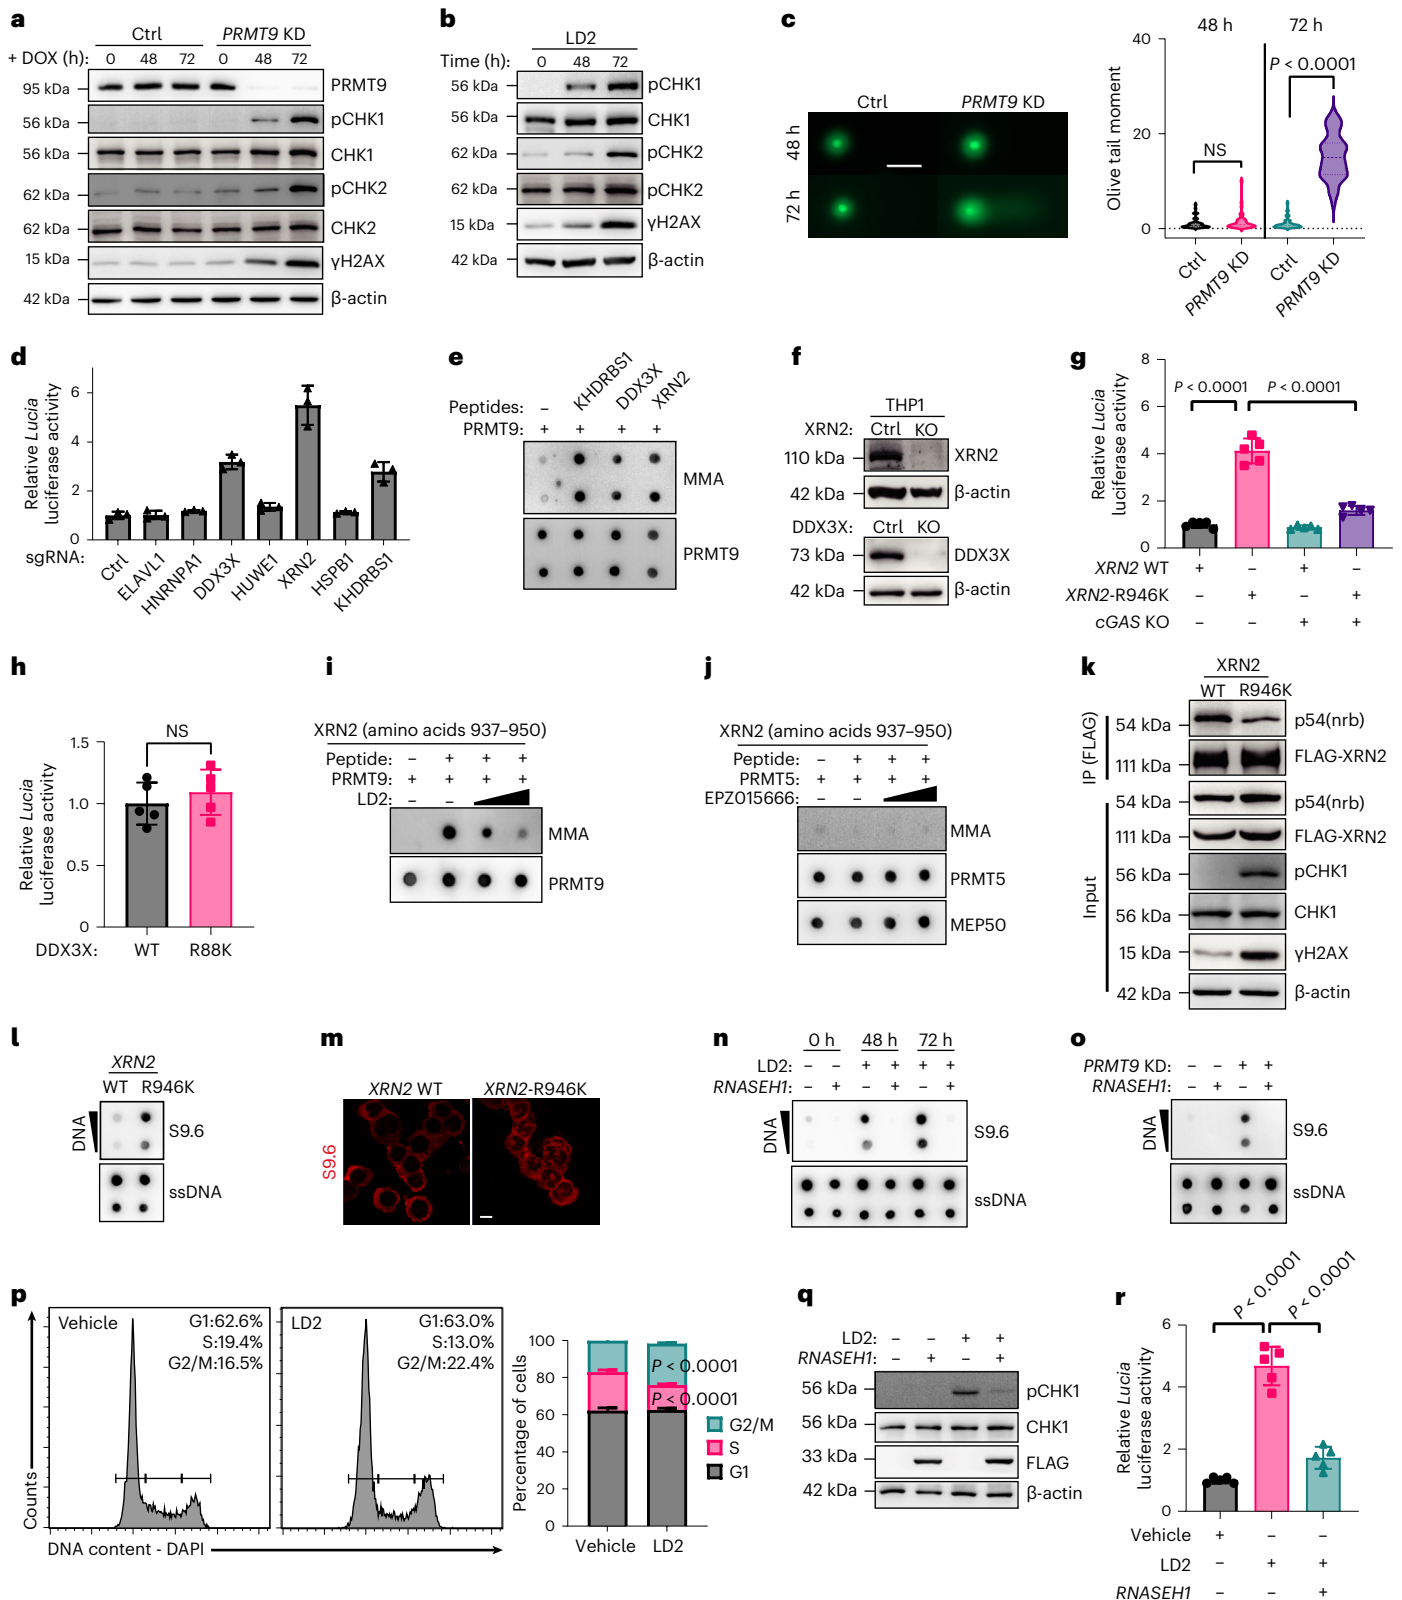 a
Ctrl PRMT9 KD
+ DOX (h): 0 48 72 0 48 72
95 kDa PRMT9
56 kDa pCHK1
56 kDa CHK1
62 kDa pCHK2
62 kDa CHK2
15 kDa γH2AX
42 kDa β-actin
b
LD2
Time (h): 0 48 72
56 kDa pCHK1
56 kDa CHK1
62 kDa pCHK2
62 kDa pCHK2
15 kDa γH2AX
42 kDa β-actin
c
Ctrl PRMT9 KD
48 h
72 h
48 h 72 h
Olive tail moment
40
20
0
NS
P < 0.0001
Ctrl
PRMT9 KD
Ctrl
PRMT9 KD
d
Relative Lucia
luciferase activity
6
4
2
0
sgRNA:
Ctrl
ELAVL1
HNRNPA1
DDX3X
HUWE1
XRN2
HSPB1
KHDRBS1
e
Peptides: – KHDRBS1 DDX3X XRN2
PRMT9: + + + +
MMA
PRMT9
f
THP1
XRN2: Ctrl KO
110 kDa XRN2
42 kDa β-actin
DDX3X: Ctrl KO
73 kDa DDX3X
42 kDa β-actin
g
Relative Lucia
luciferase activity
8
6
4
2
0
P < 0.0001 P < 0.0001
XRN2 WT + – + –
XRN2-R946K – + – +
cGAS KO – – + +
h
Relative Lucia
luciferase activity
1.5
1.0
0.5
0
NS
DDX3X: WT R88K
i
XRN2 (amino acids 937–950)
Peptide: – + + +
PRMT9: + + + +
LD2: – –
MMA
PRMT9
j
XRN2 (amino acids 937–950)
Peptide: – + + +
PRMT5: + + + +
EPZ015666: – –
MMA
PRMT5
MEP50
k
XRN2
WT R946K
IP (FLAG)
54 kDa p54(nrb)
111 kDa FLAG-XRN2
Input
54 kDa p54(nrb)
111 kDa FLAG-XRN2
56 kDa pCHK1
56 kDa CHK1
15 kDa γH2AX
42 kDa β-actin
l
XRN2
WT R946K
DNA
S9.6
ssDNA
m
XRN2 WT XRN2-R946K
S9.6
n
0 h 48 h 72 h
LD2: – – + + + +
RNASEH1: – + – + – +
DNA
S9.6
ssDNA
o
PRMT9 KD: – – + +
RNASEH1: – + – +
DNA
S9.6
ssDNA
p
Vehicle
G1:62.6%
S:19.4%
G2/M:16.5%
LD2
G1:63.0%
S:13.0%
G2/M:22.4%
Counts
DNA content - DAPI
Percentage of cells
100
80
60
40
20
0
P < 0.0001
P < 0.0001
G2/M
S
G1
Vehicle LD2
q
LD2: – – + +
RNASEH1: – + – +
56 kDa pCHK1
56 kDa CHK1
33 kDa FLAG
42 kDa β-actin
r
P < 0.0001 P < 0.0001
Relative Lucia
luciferase activity
6
4
2
0
Vehicle + – –
LD2 – + +
RNASEH1 – – +